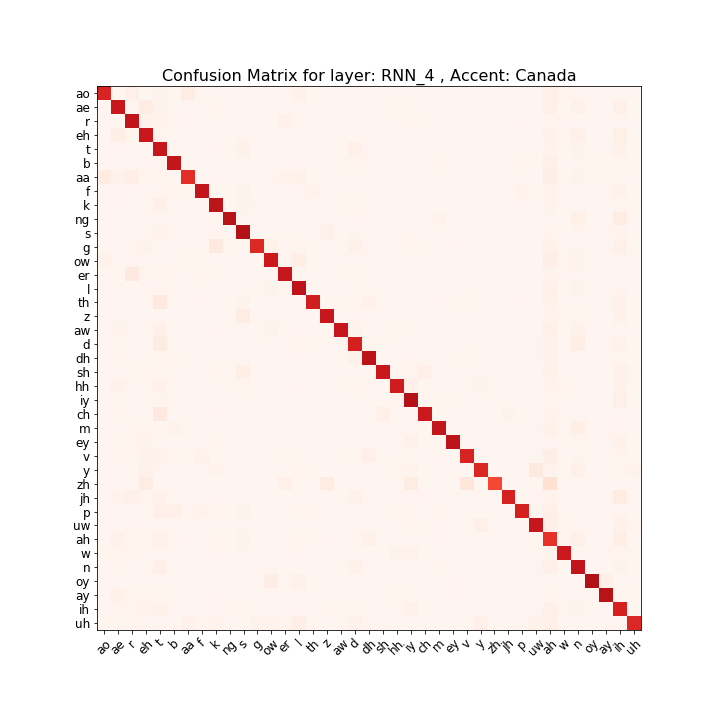 Confusion Matrix for layer: RNN_4 , Accent: Canada
ao
ae
r
eh
t
b
aa
f
k
ng
s
g
ow
er
l
th
z
aw
d
dh
sh
hh
iy
ch
m
ey
v
y
zh
jh
p
uw
ah
w
n
oy
ay
ih
uh
ao ae r eh t b aa f k ng s g ow er l th z aw d dh sh hh iy ch m ey v y zh jh p uw ah w n oy ay ih uh